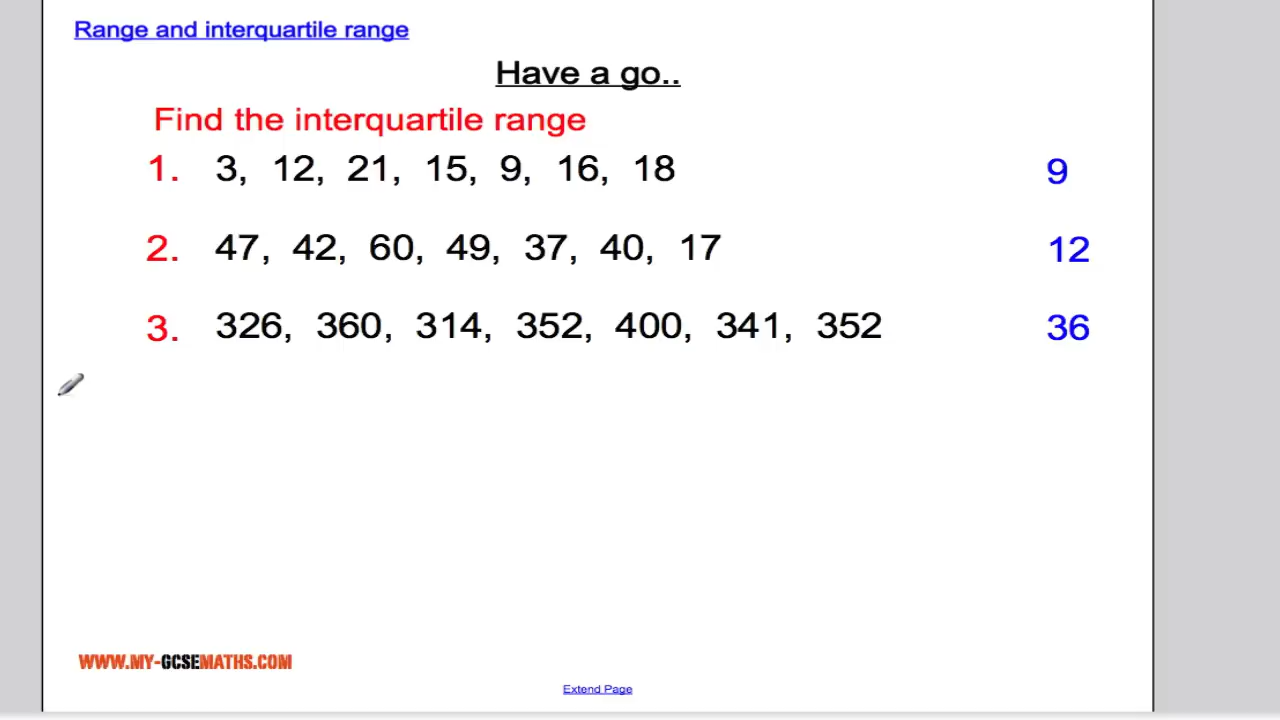 Range and interquartile range
Have a go..
Find the interquartile range
1. 3, 12, 21, 15, 9, 16, 18 9
2. 47, 42, 60, 49, 37, 40, 17 12
3. 326, 360, 314, 352, 400, 341, 352 36
WWW.MY-GCSEMATHS.COM
Extend Page